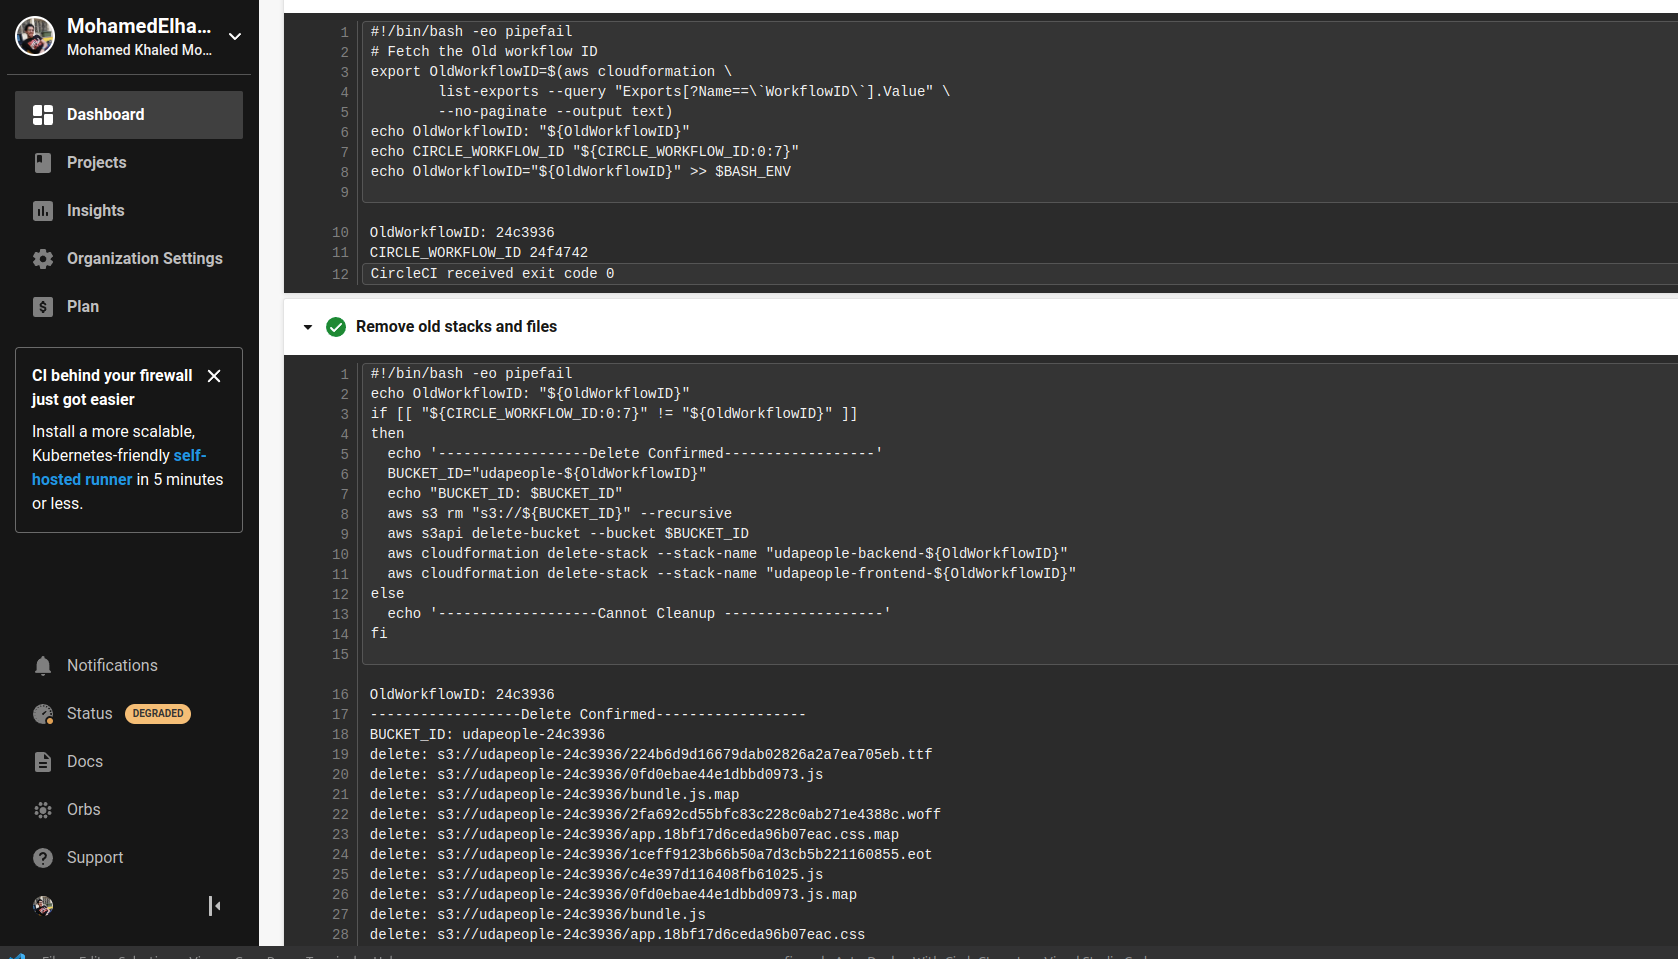 MohamedElha...
Mohamed Khaled Mo...
Dashboard
Projects
Insights
Organization Settings
Plan
CI behind your firewall
just got easier
Install a more scalable,
Kubernetes-friendly self-
hosted runner in 5 minutes
or less.
Notifications
Status DEGRADED
Docs
Orbs
Support
1 #!/bin/bash -eo pipefail
2 # Fetch the Old workflow ID
3 export OldWorkflowID=$(aws cloudformation \
4         list-exports --query "Exports[?Name==\`WorkflowID\`].Value" \
5         --no-paginate --output text)
6 echo OldWorkflowID: "${OldWorkflowID}"
7 echo CIRCLE_WORKFLOW_ID "${CIRCLE_WORKFLOW_ID:0:7}"
8 echo OldWorkflowID="${OldWorkflowID}" >> $BASH_ENV
9
10 OldWorkflowID: 24c3936
11 CIRCLE_WORKFLOW_ID 24f4742
12 CircleCI received exit code 0
Remove old stacks and files
1 #!/bin/bash -eo pipefail
2 echo OldWorkflowID: "${OldWorkflowID}"
3 if [[ "${CIRCLE_WORKFLOW_ID:0:7}" != "${OldWorkflowID}" ]]
4 then
5   echo '------------------Delete Confirmed------------------'
6   BUCKET_ID="udapeople-${OldWorkflowID}"
7   echo "BUCKET_ID: $BUCKET_ID"
8   aws s3 rm "s3://${BUCKET_ID}" --recursive
9   aws s3api delete-bucket --bucket $BUCKET_ID
10   aws cloudformation delete-stack --stack-name "udapeople-backend-${OldWorkflowID}"
11   aws cloudformation delete-stack --stack-name "udapeople-frontend-${OldWorkflowID}"
12 else
13   echo '-------------------Cannot Cleanup -------------------'
14 fi
15
16 OldWorkflowID: 24c3936
17 ------------------Delete Confirmed------------------
18 BUCKET_ID: udapeople-24c3936
19 delete: s3://udapeople-24c3936/224b6d9d16679dab02826a2a7ea705eb.ttf
20 delete: s3://udapeople-24c3936/0fd0ebae44e1dbbd0973.js
21 delete: s3://udapeople-24c3936/bundle.js.map
22 delete: s3://udapeople-24c3936/2fa692cd55bfc83c228c0ab271e4388c.woff
23 delete: s3://udapeople-24c3936/app.18bf17d6ceda96b07eac.css.map
24 delete: s3://udapeople-24c3936/1ceff9123b66b50a7d3cb5b221160855.eot
25 delete: s3://udapeople-24c3936/c4e397d116408fb61025.js
26 delete: s3://udapeople-24c3936/0fd0ebae44e1dbbd0973.js.map
27 delete: s3://udapeople-24c3936/bundle.js
28 delete: s3://udapeople-24c3936/app.18bf17d6ceda96b07eac.css